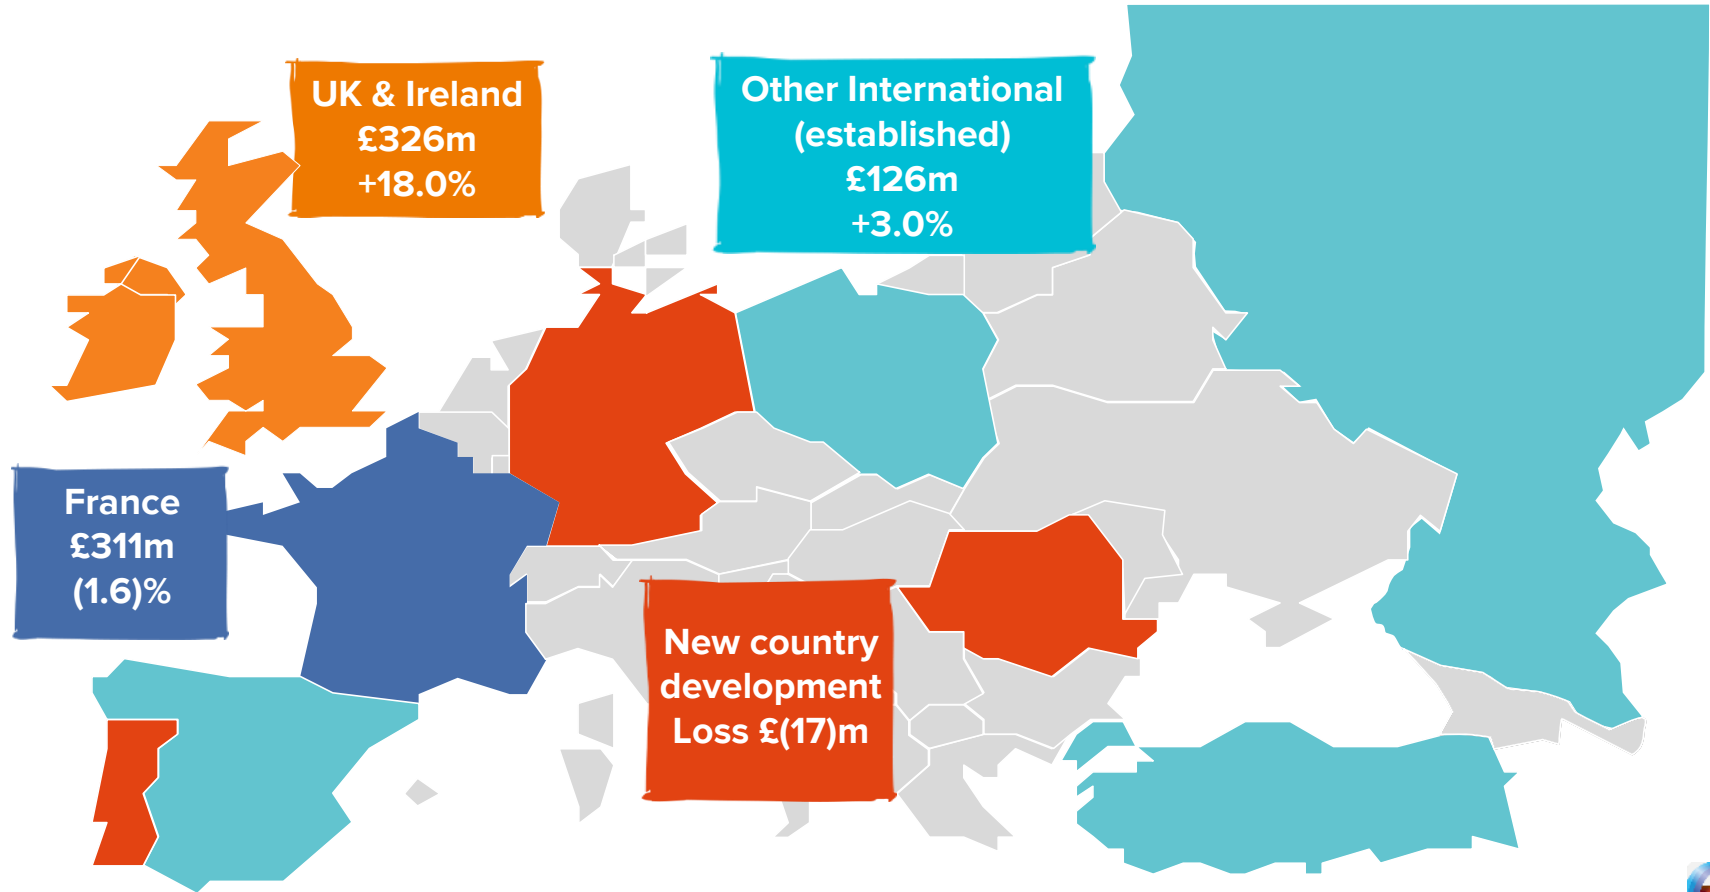 UK & Ireland
£326m
+18.0%
Other International
(established)
£126m
+3.0%
France
£311m
(1.6)%
New country
development
Loss £(17)m